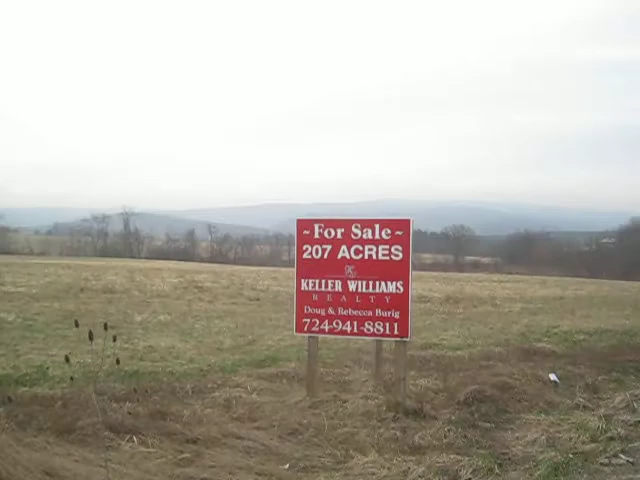 ~ For Sale ~
207 ACRES
KELLER WILLIAMS
REALTY
Doug & Rebecca Burig
724-941-8811